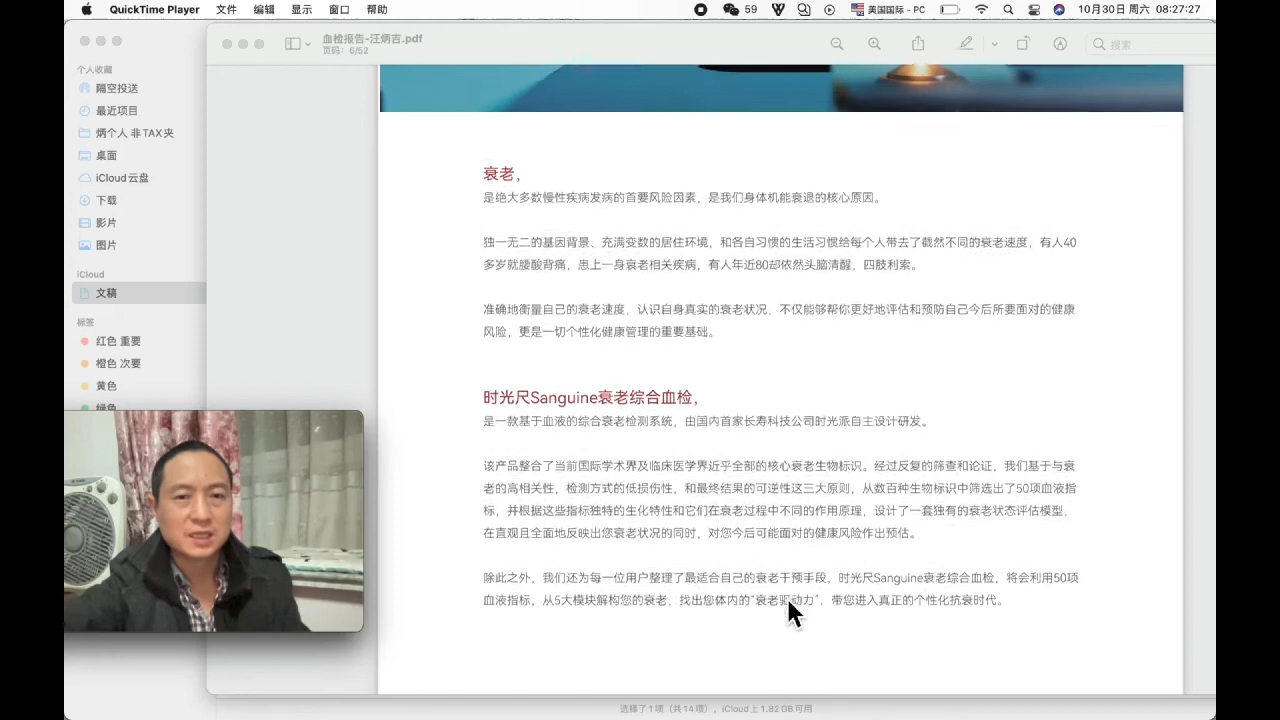 QuickTime Player 文件 编辑 显示 窗口 帮助 59 美国国际 - PC 10月30日 周六 08:27:27
血检报告-汪炳吉.pdf
页码：6/52
搜索
个人收藏
隔空投送
最近项目
炳个人 非TAX夹
桌面
iCloud云盘
下载
影片
图片
iCloud
文稿
标签
红色 重要
橙色 次要
黄色
绿色
衰老，
是绝大多数慢性疾病发病的首要风险因素，是我们身体机能衰退的核心原因。
独一无二的基因背景、充满变数的居住环境，和各自习惯的生活习惯给每个人带去了截然不同的衰老速度，有人40
多岁就腰酸背痛，患上一身衰老相关疾病，有人年近80却依然头脑清醒，四肢利索。
准确地衡量自己的衰老速度，认识自身真实的衰老状况，不仅能够帮你更好地评估和预防自己今后所要面对的健康
风险，更是一切个性化健康管理的重要基础。
时光尺Sanguine衰老综合血检，
是一款基于血液的综合衰老检测系统，由国内首家长寿科技公司时光派自主设计研发。
该产品整合了当前国际学术界及临床医学界近乎全部的核心衰老生物标识。经过反复的筛查和论证，我们基于与衰
老的高相关性，检测方式的低损伤性，和最终结果的可逆性这三大原则，从数百种生物标识中筛选出了50项血液指
标，并根据这些指标独特的生化特性和它们在衰老过程中不同的作用原理，设计了一套独有的衰老状态评估模型，
在直观且全面地反映出您衰老状况的同时，对您今后可能面对的健康风险作出预估。
除此之外，我们还为每一位用户整理了最适合自己的衰老干预手段，时光尺Sanguine衰老综合血检，将会利用50项
血液指标，从5大模块解构您的衰老，找出您体内的“衰老驱动力”，带您进入真正的个性化抗衰时代。
选择了1项（共14项），iCloud上 1.82 GB可用